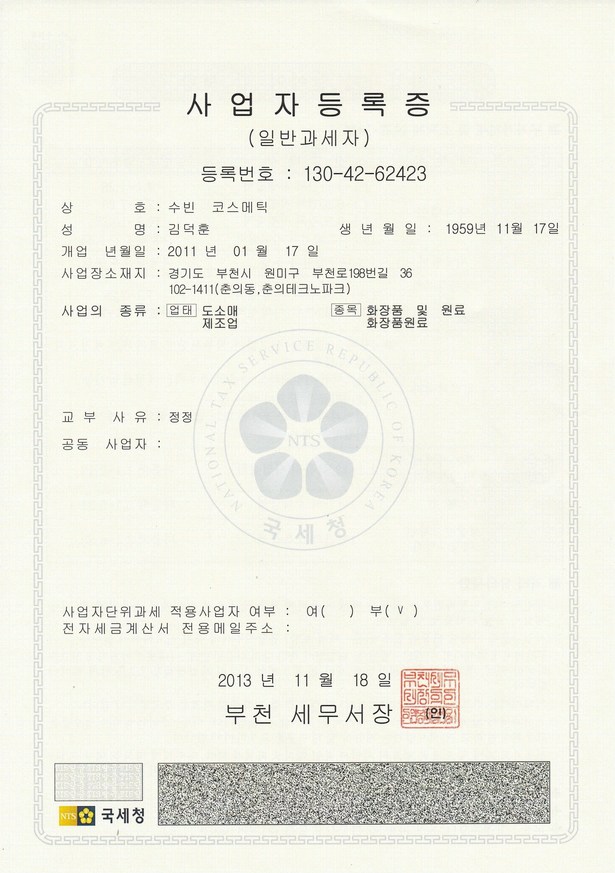 사업자등록증
(일반과세자)
등록번호 : 130-42-62423
상 호 : 수빈 코스메틱
성 명 : 김덕훈 생 년 월 일 : 1959년 11월 17일
개업 년월일 : 2011 년 01 월 17 일
사업장소재지 : 경기도 부천시 원미구 부천로198번길 36
102-1411(춘의동,춘의테크노파크)
사업의 종류 : 업태 도소매 종목 화장품 및 원료
제조업 화장품원료
NATIONAL TAX SERVICE REPUBLIC OF KOREA
NTS
국세청
교 부 사 유 : 정정
공동 사업자 :
사업자단위과세 적용사업자 여부 : 여( ) 부( v )
전자세금계산서 전용메일주소 :
2013 년 11 월 18 일
부천 세무서장 (인)
NTS 국세청